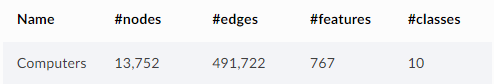 Name #nodes #edges #features #classes
Computers 13,752 491,722 767 10